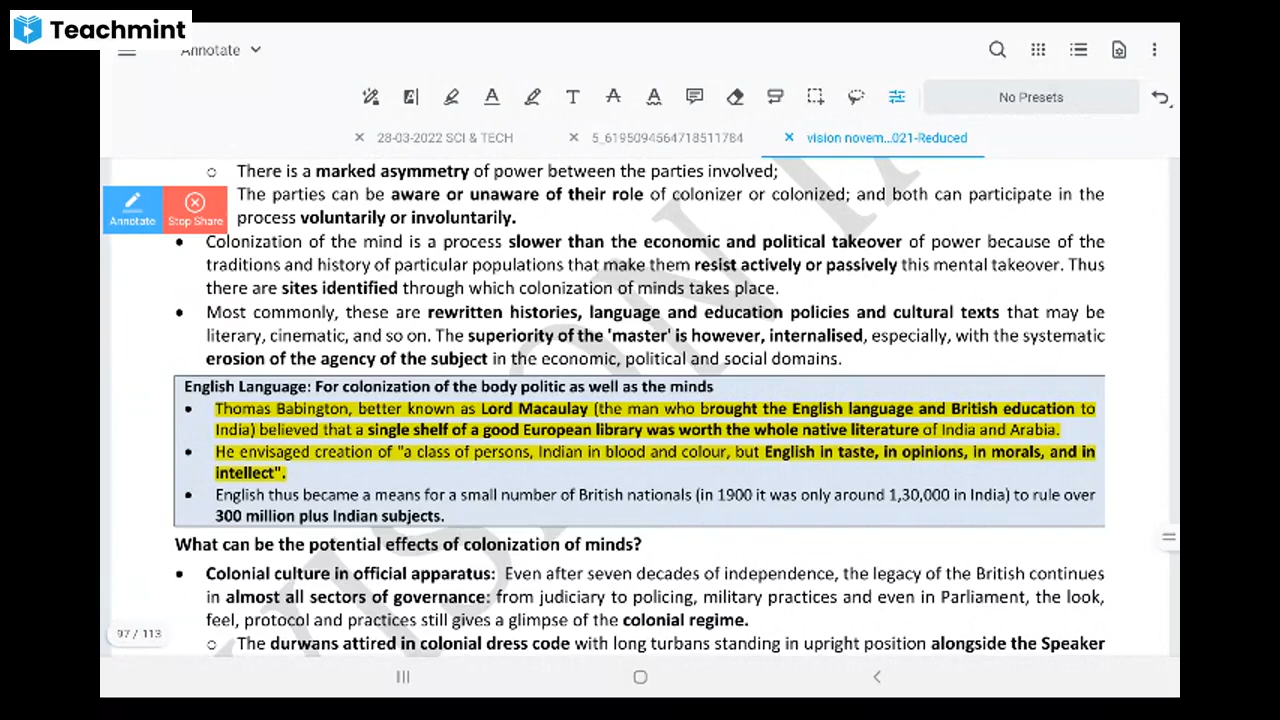 Teachmint
Annotate
No Presets
28-03-2022 SCI & TECH
5_6195094564718511784
vision novem...021-Reduced
There is a marked asymmetry of power between the parties involved;
Annotate
Stop Share
The parties can be aware or unaware of their role of colonizer or colonized; and both can participate in the
process voluntarily or involuntarily.
Colonization of the mind is a process slower than the economic and political takeover of power because of the
traditions and history of particular populations that make them resist actively or passively this mental takeover. Thus
there are sites identified through which colonization of minds takes place.
Most commonly, these are rewritten histories, language and education policies and cultural texts that may be
literary, cinematic, and so on. The superiority of the 'master' is however, internalised, especially, with the systematic
erosion of the agency of the subject in the economic, political and social domains.
English Language: For colonization of the body politic as well as the minds
Thomas Babington, better known as Lord Macaulay (the man who brought the English language and British education to
India) believed that a single shelf of a good European library was worth the whole native literature of India and Arabia.
He envisaged creation of "a class of persons, Indian in blood and colour, but English in taste, in opinions, in morals, and in
intellect".
English thus became a means for a small number of British nationals (in 1900 it was only around 1,30,000 in India) to rule over
300 million plus Indian subjects.
What can be the potential effects of colonization of minds?
Colonial culture in official apparatus: Even after seven decades of independence, the legacy of the British continues
in almost all sectors of governance: from judiciary to policing, military practices and even in Parliament, the look,
feel, protocol and practices still gives a glimpse of the colonial regime.
97 / 113
The durwans attired in colonial dress code with long turbans standing in upright position alongside the Speaker